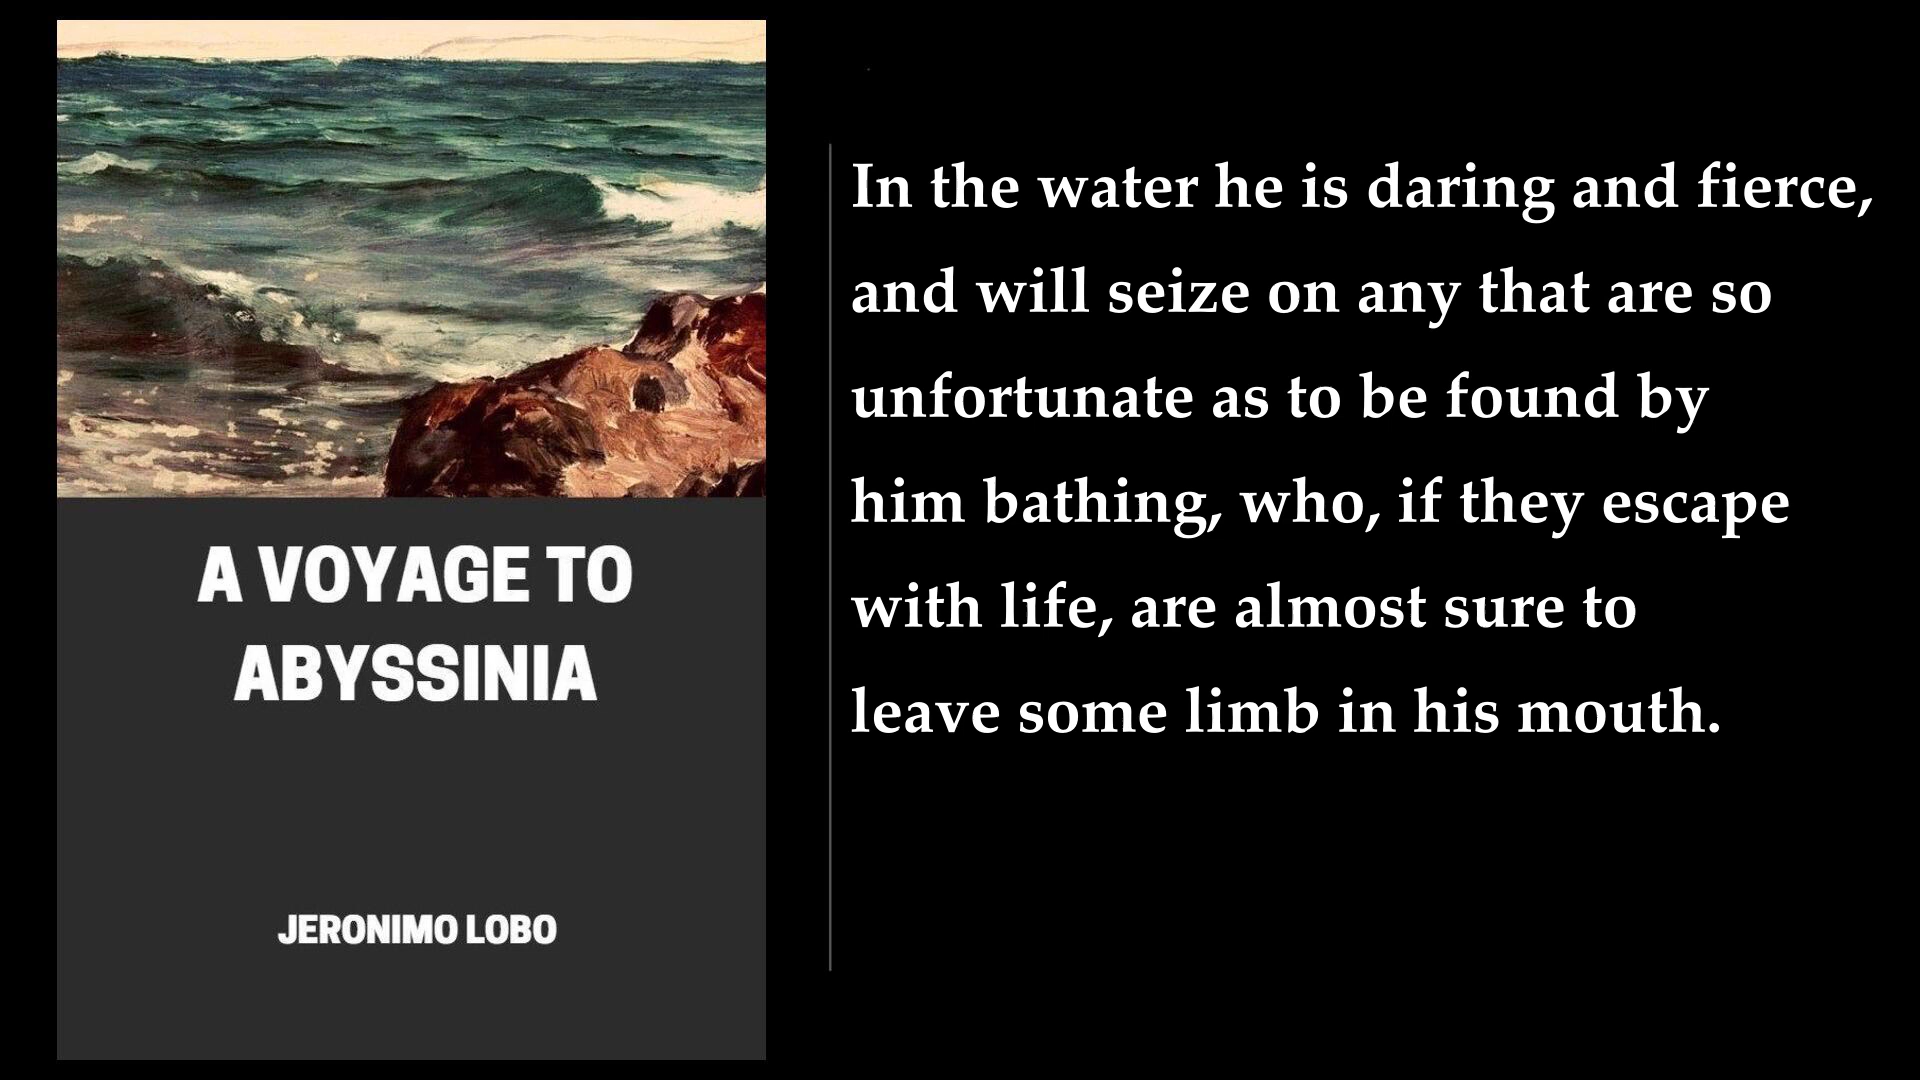 A VOYAGE TO
ABYSSINIA
JERONIMO LOBO
In the water he is daring and fierce,
and will seize on any that are so
unfortunate as to be found by
him bathing, who, if they escape
with life, are almost sure to
leave some limb in his mouth.